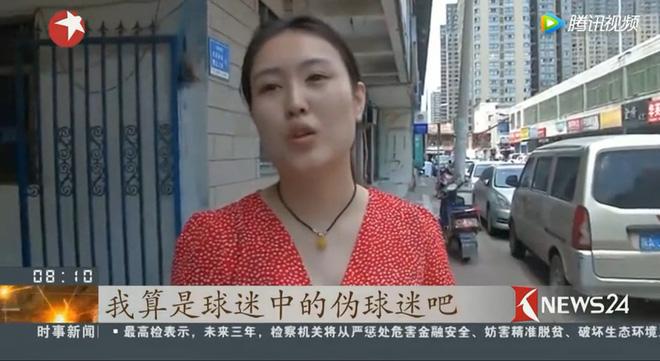 腾讯视频
08:10
我算是球迷中的伪球迷吧
K NEWS24
时事新闻
• 最高检表示，未来三年，检察机关将从严惩处危害金融安全、妨害精准脱贫、破坏生态环境